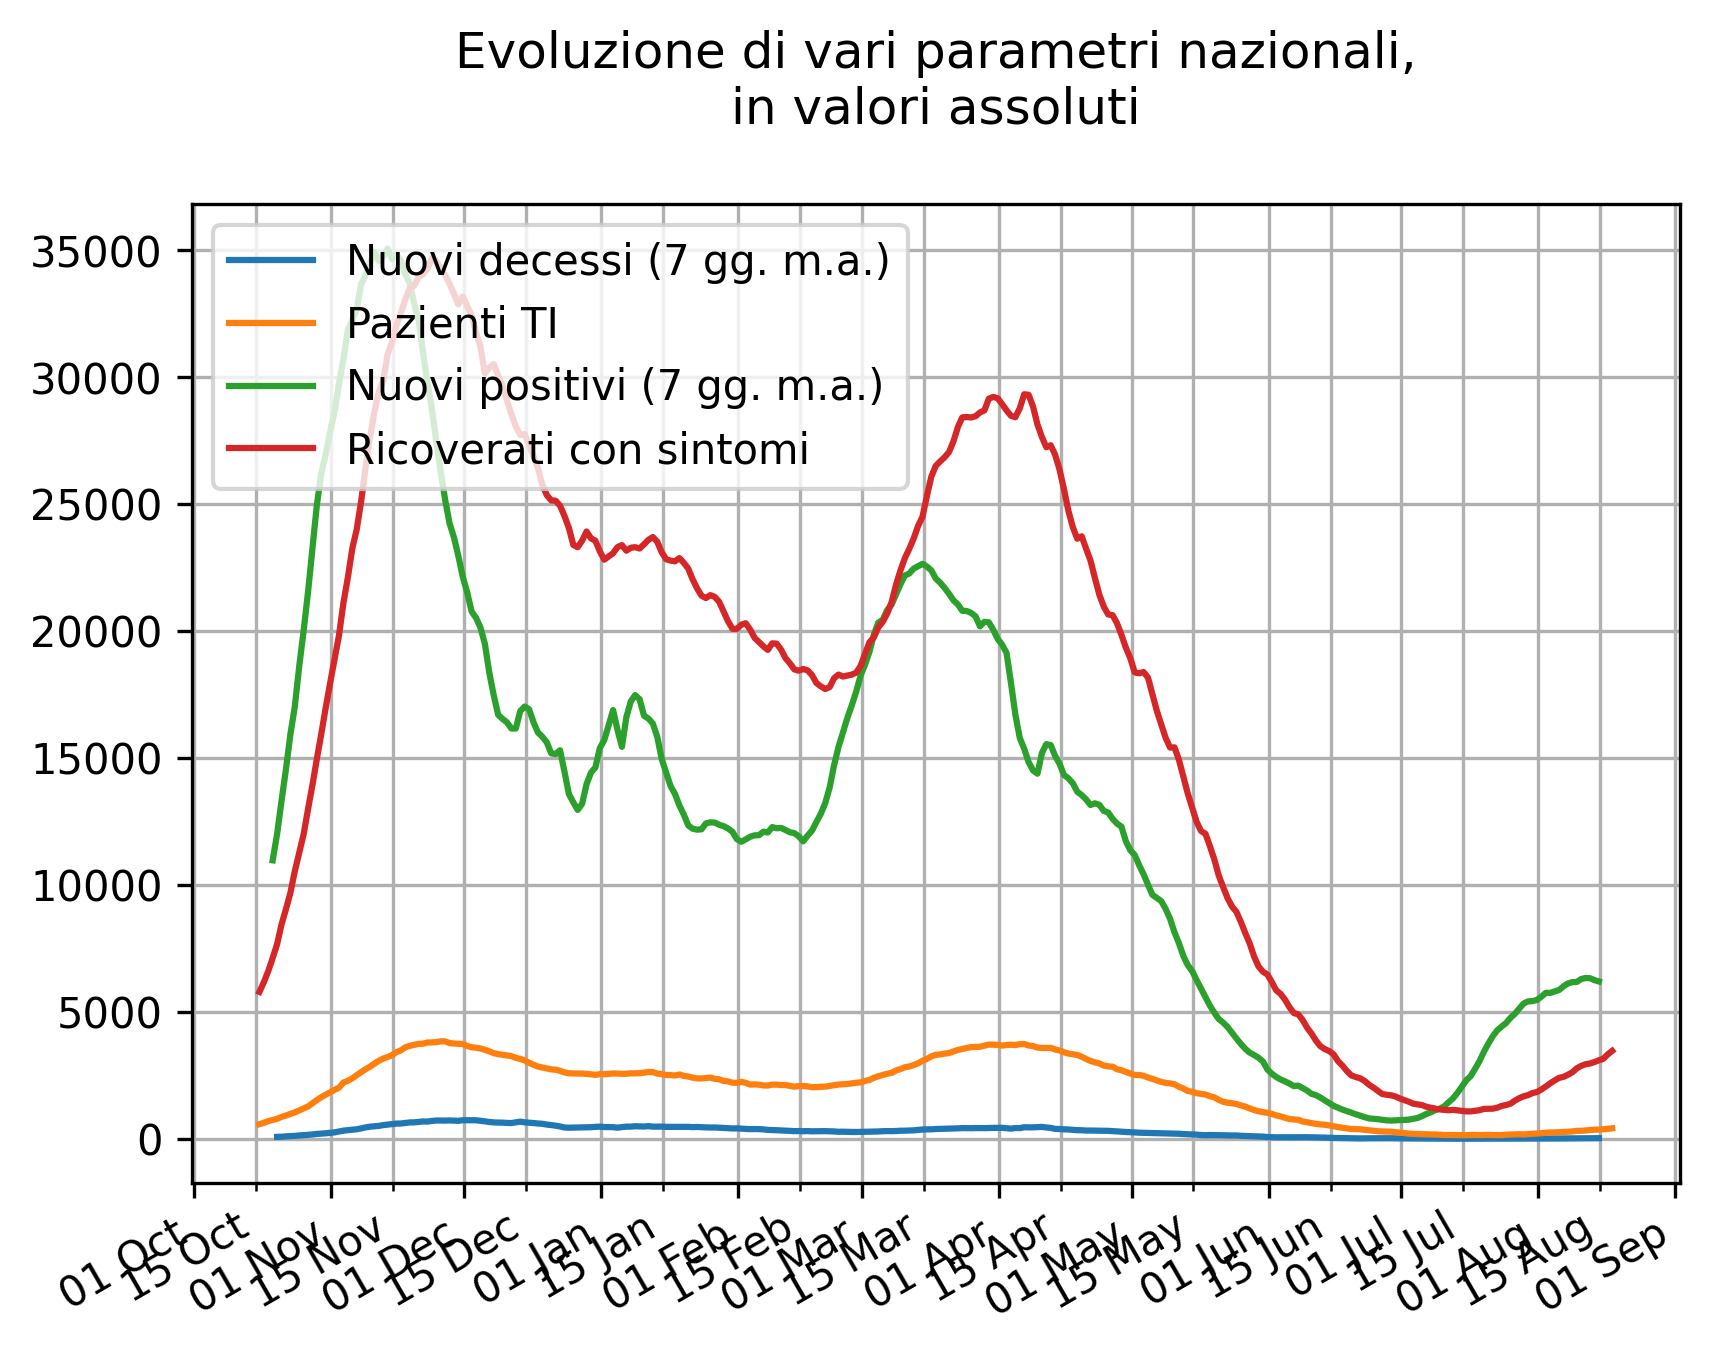 Evoluzione di vari parametri nazionali,
in valori assoluti
35000
30000
25000
20000
15000
10000
5000
0
Nuovi decessi (7 gg. m.a.)
Pazienti TI
Nuovi positivi (7 gg. m.a.)
Ricoverati con sintomi
01 Oct
15 Oct
01 Nov
15 Nov
01 Dec
15 Dec
01 Jan
15 Jan
01 Feb
15 Feb
01 Mar
15 Mar
01 Apr
15 Apr
01 May
15 May
01 Jun
15 Jun
01 Jul
15 Jul
01 Aug
15 Aug
01 Sep